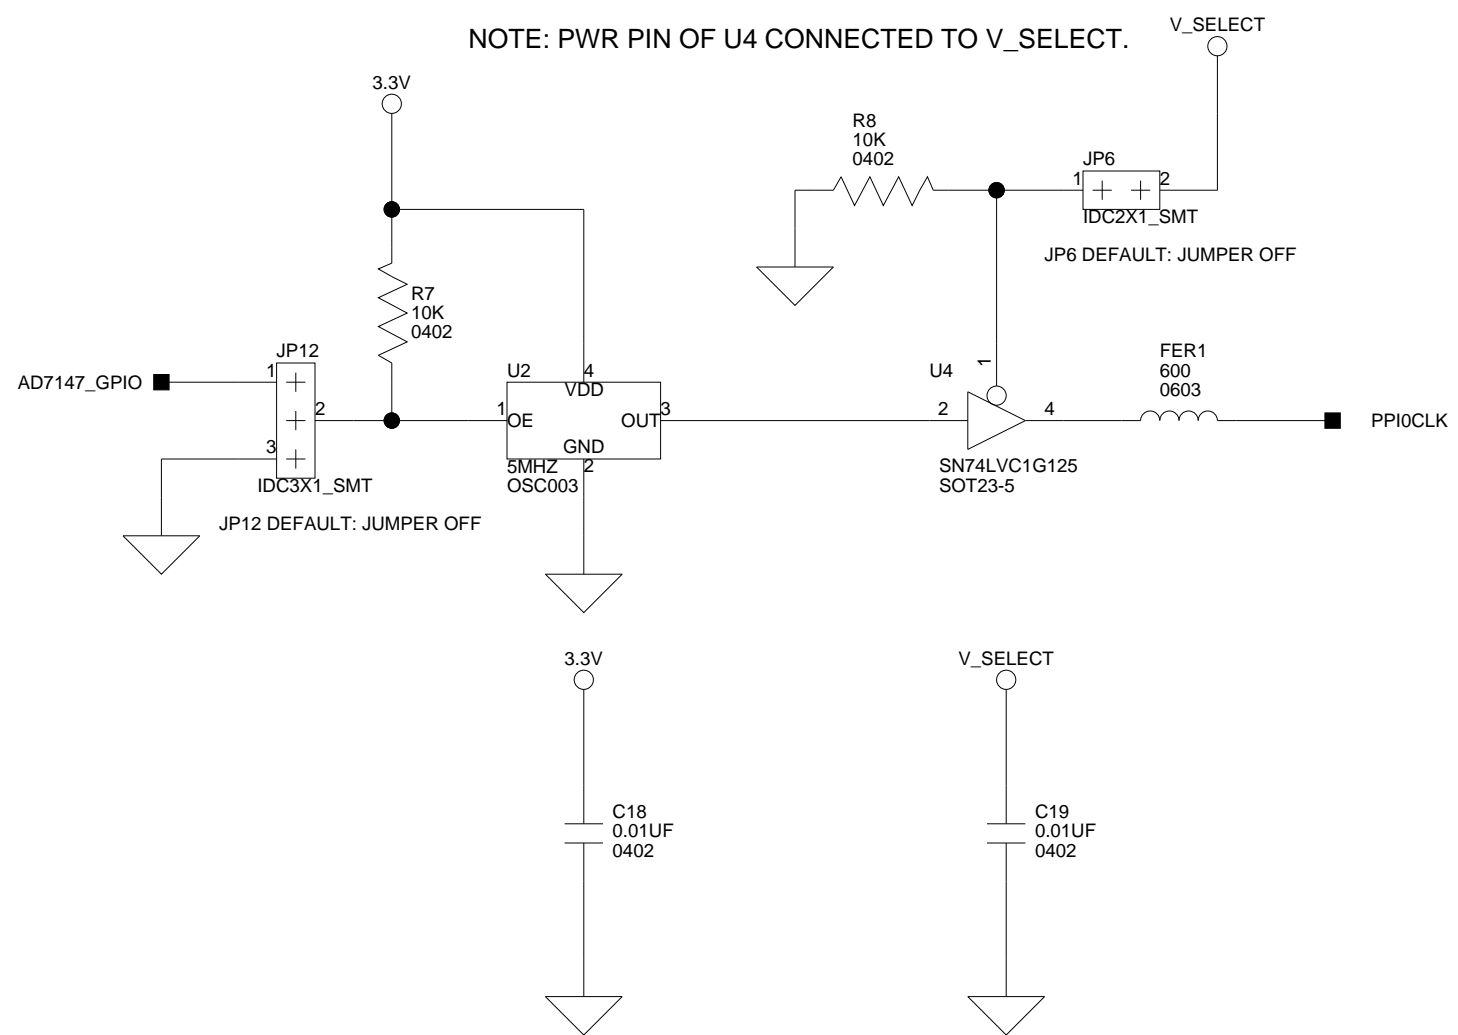 NOTE: PWR PIN OF U4 CONNECTED TO V_SELECT.
V_SELECT
3.3V
R8
10K
0402
JP6
1
2
IDC2X1_SMT
JP6 DEFAULT: JUMPER OFF
R7
10K
0402
JP12
AD7147_GPIO
1
2
3
IDC3X1_SMT
JP12 DEFAULT: JUMPER OFF
U2
4
VDD
1
OE
OUT
3
GND
2
5MHZ
OSC003
U4
1
2
4
SN74LVC1G125
SOT23-5
FER1
600
0603
PPI0CLK
3.3V
C18
0.01UF
0402
V_SELECT
C19
0.01UF
0402